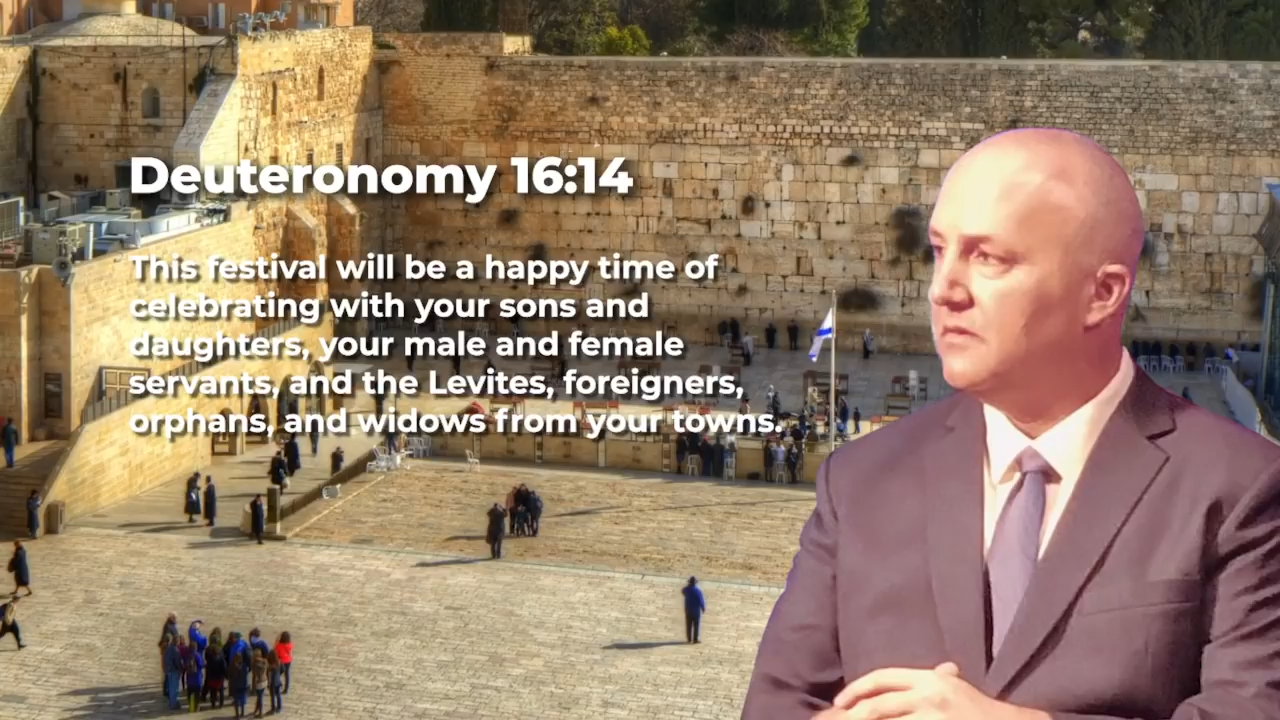 Deuteronomy 16:14
This festival will be a happy time of
celebrating with your sons and
daughters, your male and female
servants, and the Levites, foreigners,
orphans, and widows from your towns.